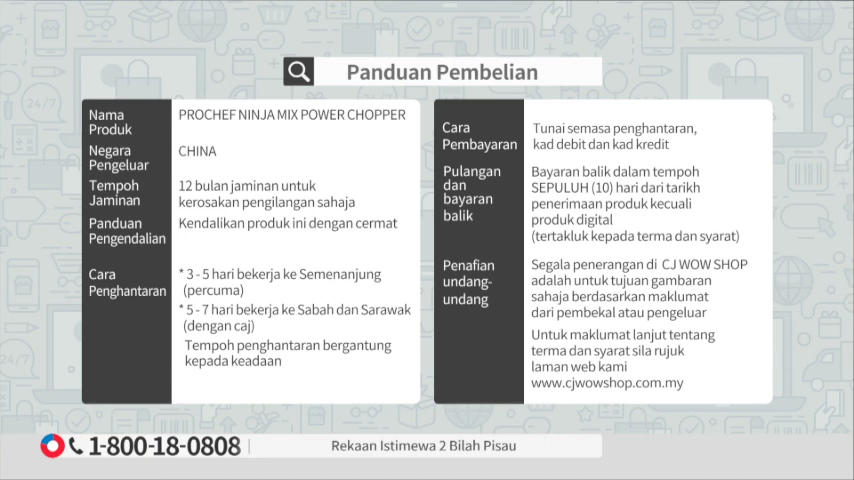 Panduan Pembelian
Nama
Produk
PROCHEF NINJA MIX POWER CHOPPER
Negara
Pengeluar
CHINA
Tempoh
Jaminan
12 bulan jaminan untuk
kerosakan pengilangan sahaja
Panduan
Pengendalian
Kendalikan produk ini dengan cermat
Cara
Penghantaran
* 3 - 5 hari bekerja ke Semenanjung
(percuma)
* 5 - 7 hari bekerja ke Sabah dan Sarawak
(dengan caj)
Tempoh penghantaran bergantung
kepada keadaan
Cara
Pembayaran
Tunai semasa penghantaran,
kad debit dan kad kredit
Pulangan
dan
bayaran
balik
Bayaran balik dalam tempoh
SEPULUH (10) hari dari tarikh
penerimaan produk kecuali
produk digital
(tertakluk kepada terma dan syarat)
Penafian
undang-
undang
Segala penerangan di CJ WOW SHOP
adalah untuk tujuan gambaran
sahaja berdasarkan maklumat
dari pembekal atau pengeluar
Untuk maklumat lanjut tentang
terma dan syarat sila rujuk
laman web kami
www.cjwowshop.com.my
1-800-18-0808
Rekaan Istimewa 2 Bilah Pisau
24/7
24/7